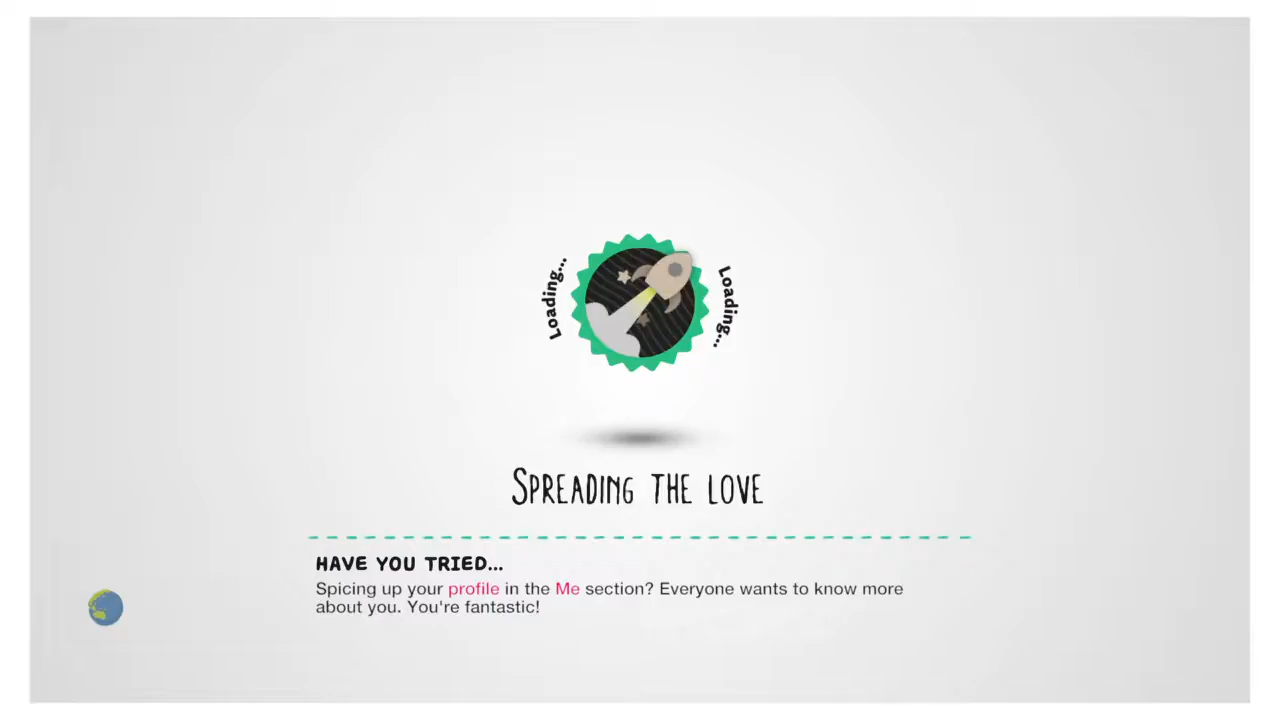 Loading...
Loading...
SPREADING THE LOVE
HAVE YOU TRIED...
Spicing up your profile in the Me section? Everyone wants to know more
about you. You're fantastic!